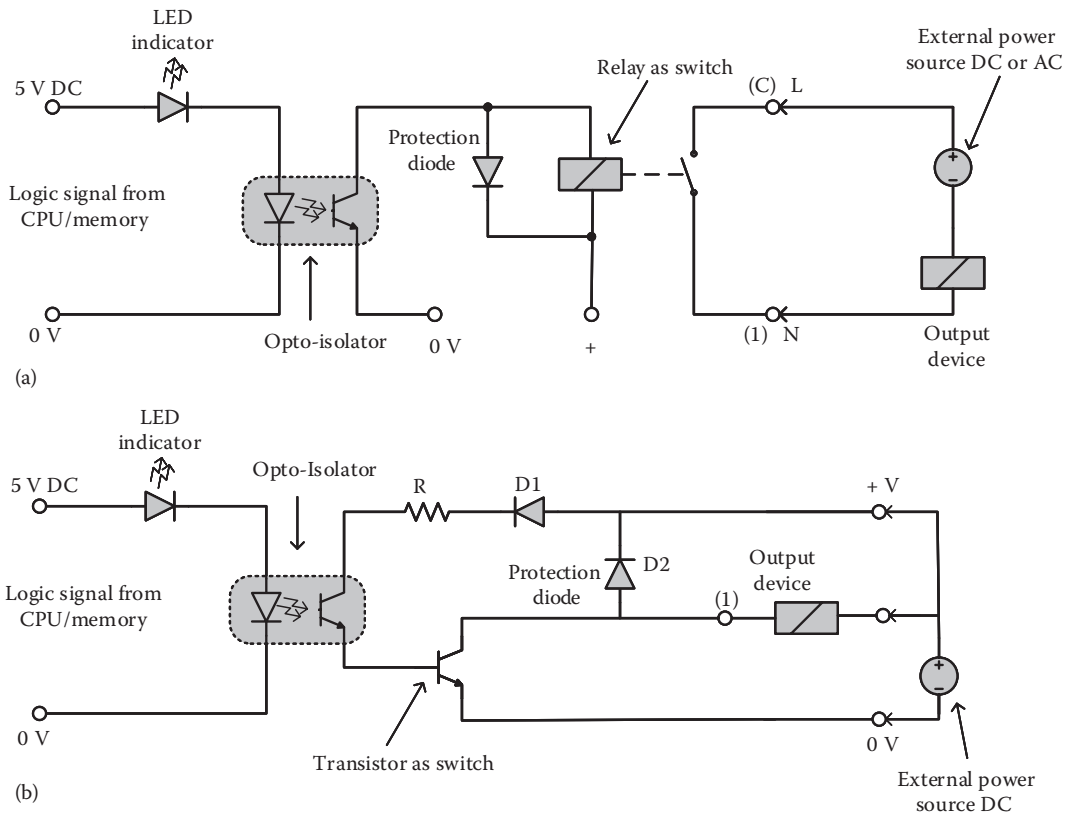 LED
indicator
5 V DC
Logic signal from
CPU/memory
0 V
Opto-isolator
0 V
Protection
diode
Relay as switch
+
(C) L
External power
source DC or AC
+
–
(1) N
Output
device
(a)
LED
indicator
5 V DC
Opto-Isolator
Logic signal from
CPU/memory
0 V
R
D1
+ V
Protection
diode
D2
Output
device
(1)
+
–
Transistor as switch
0 V
External power
source DC
(b)